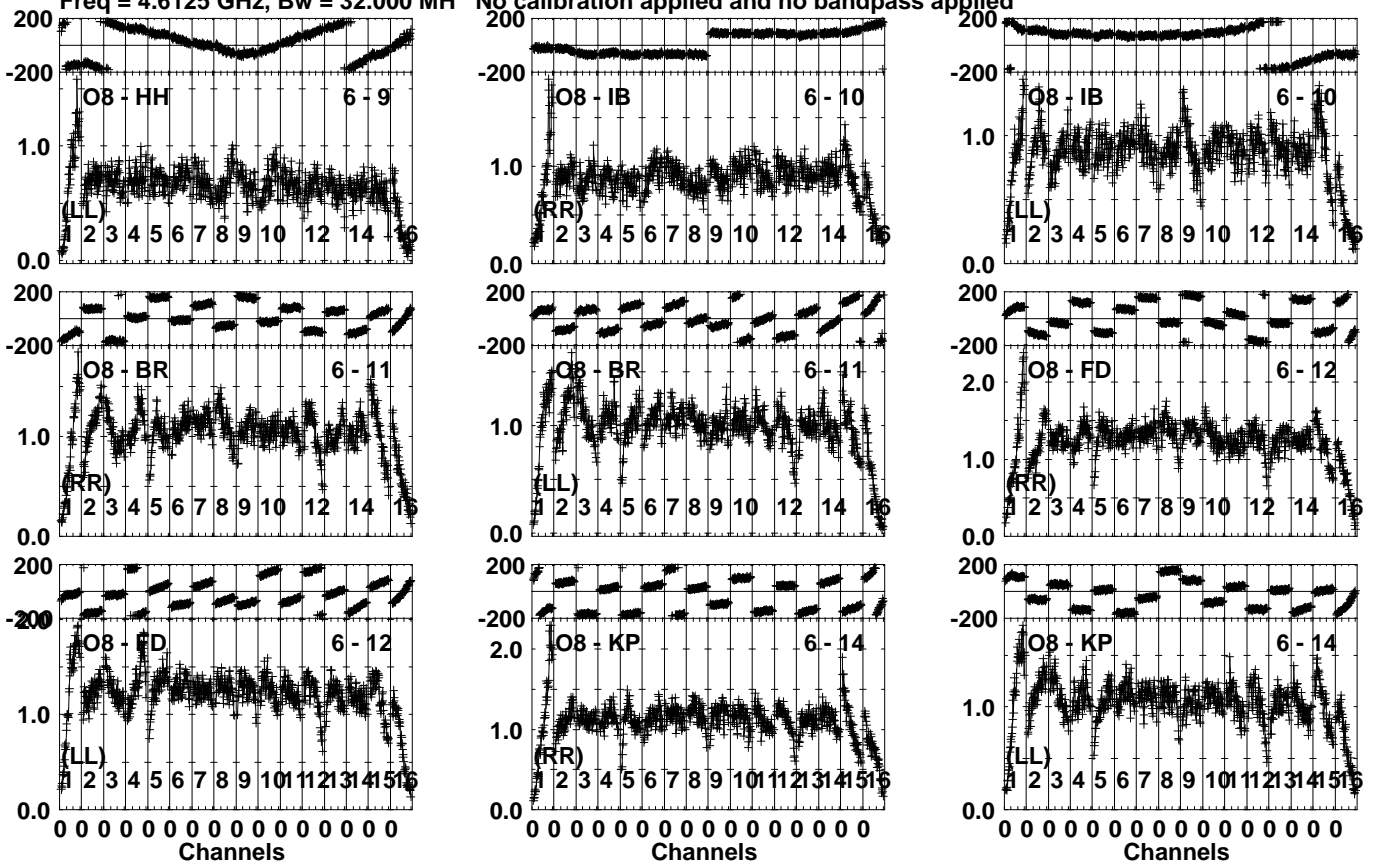 Freq = 4.6125 GHz, Bw = 32.000 MH No calibration applied and no bandpass applied
200 200 200
-200 -200 -200
O8 - HH 6 - 9 O8 - IB 6 - 10 O8 - IB 6 - 10
1.0 1.0 1.0
(LL) (RR) (LL)
1 2 3 4 5 6 7 8 9 10 12 14 16 1 2 3 4 5 6 7 8 9 10 12 14 16 1 2 3 4 5 6 7 8 9 10 12 14 16
0.0 0.0 0.0
200 200 200
-200 -200 -200
O8 - BR 6 - 11 O8 - BR 6 - 11 O8 - FD 6 - 12
2.0
1.0 1.0 1.0
(RR) (LL) (RR)
1 2 3 4 5 6 7 8 9 10 12 14 16 1 2 3 4 5 6 7 8 9 10 12 14 16 1 2 3 4 5 6 7 8 9 10 12 14 16
0.0 0.0 0.0
200 200 200
-200 -200 -200
2.0
O8 - FD 6 - 12 O8 - KP 6 - 14 O8 - KP 6 - 14
2.0
1.0 1.0 1.0
(LL) (RR) (LL)
1 2 3 4 5 6 7 8 9 10 11 12 13 14 15 16 1 2 3 4 5 6 7 8 9 10 11 12 13 14 15 16 1 2 3 4 5 6 7 8 9 10 11 12 13 14 15 16
0.0 0.0 0.0
0 0 0 0 0 0 0 0 0 0 0 0 0 0 0 0 0 0 0 0 0 0 0 0 0 0 0 0 0 0 0 0 0 0 0 0 0 0 0 0 0 0 0 0 0 0 0 0
Channels Channels Channels